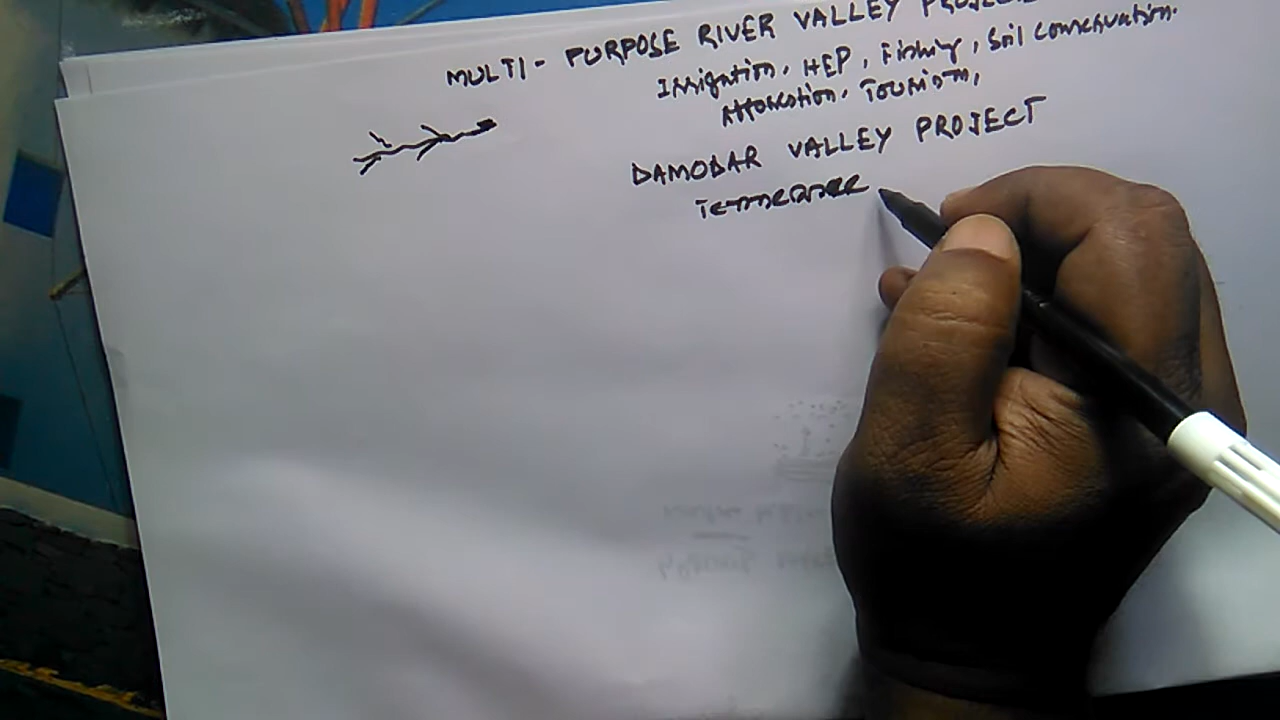 MULTI- PURPOSE RIVER VALLEY
Irrigation, HEP, Fishing, Soil conservation.
Afforestation. Tourism,
DAMODAR VALLEY PROJECT